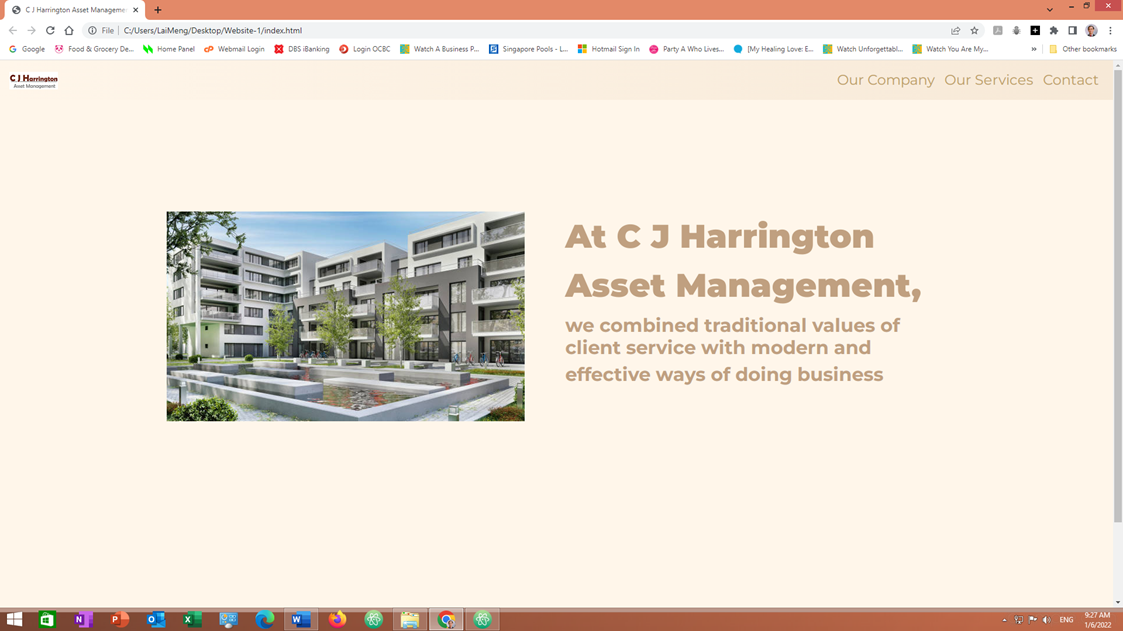 C J Harrington Asset Managemen
File
C:/Users/LaiMeng/Desktop/Website-1/index.html
Google
Food & Grocery De...
Home Panel
Webmail Login
DBS iBanking
Login OCBC
Watch A Business P...
Singapore Pools - L...
Hotmail Sign In
Party A Who Lives...
[My Healing Love: E...
Watch Unforgettabl...
Watch You Are My...
»
Other bookmarks
C J Harrington
Asset Management
Our Company
Our Services
Contact
At C J Harrington
Asset Management,
we combined traditional values of
client service with modern and
effective ways of doing business
ENG
9:27 AM
1/6/2022